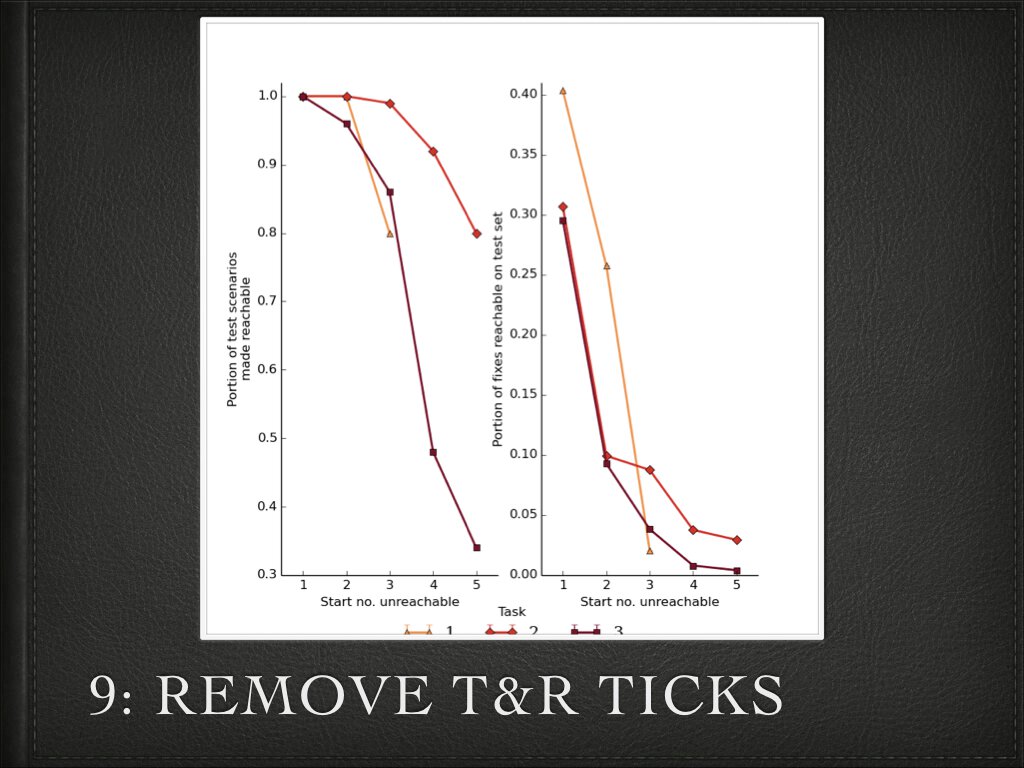 1.0
0.9
0.8
0.7
0.6
0.5
0.4
0.3
Portion of test scenarios
made reachable
1 2 3 4 5
Start no. unreachable
0.40
0.35
0.30
0.25
0.20
0.15
0.10
0.05
0.00
Portion of fixes reachable on test set
1 2 3 4 5
Start no. unreachable
Task
1 2 3
9: REMOVE T&R TICKS